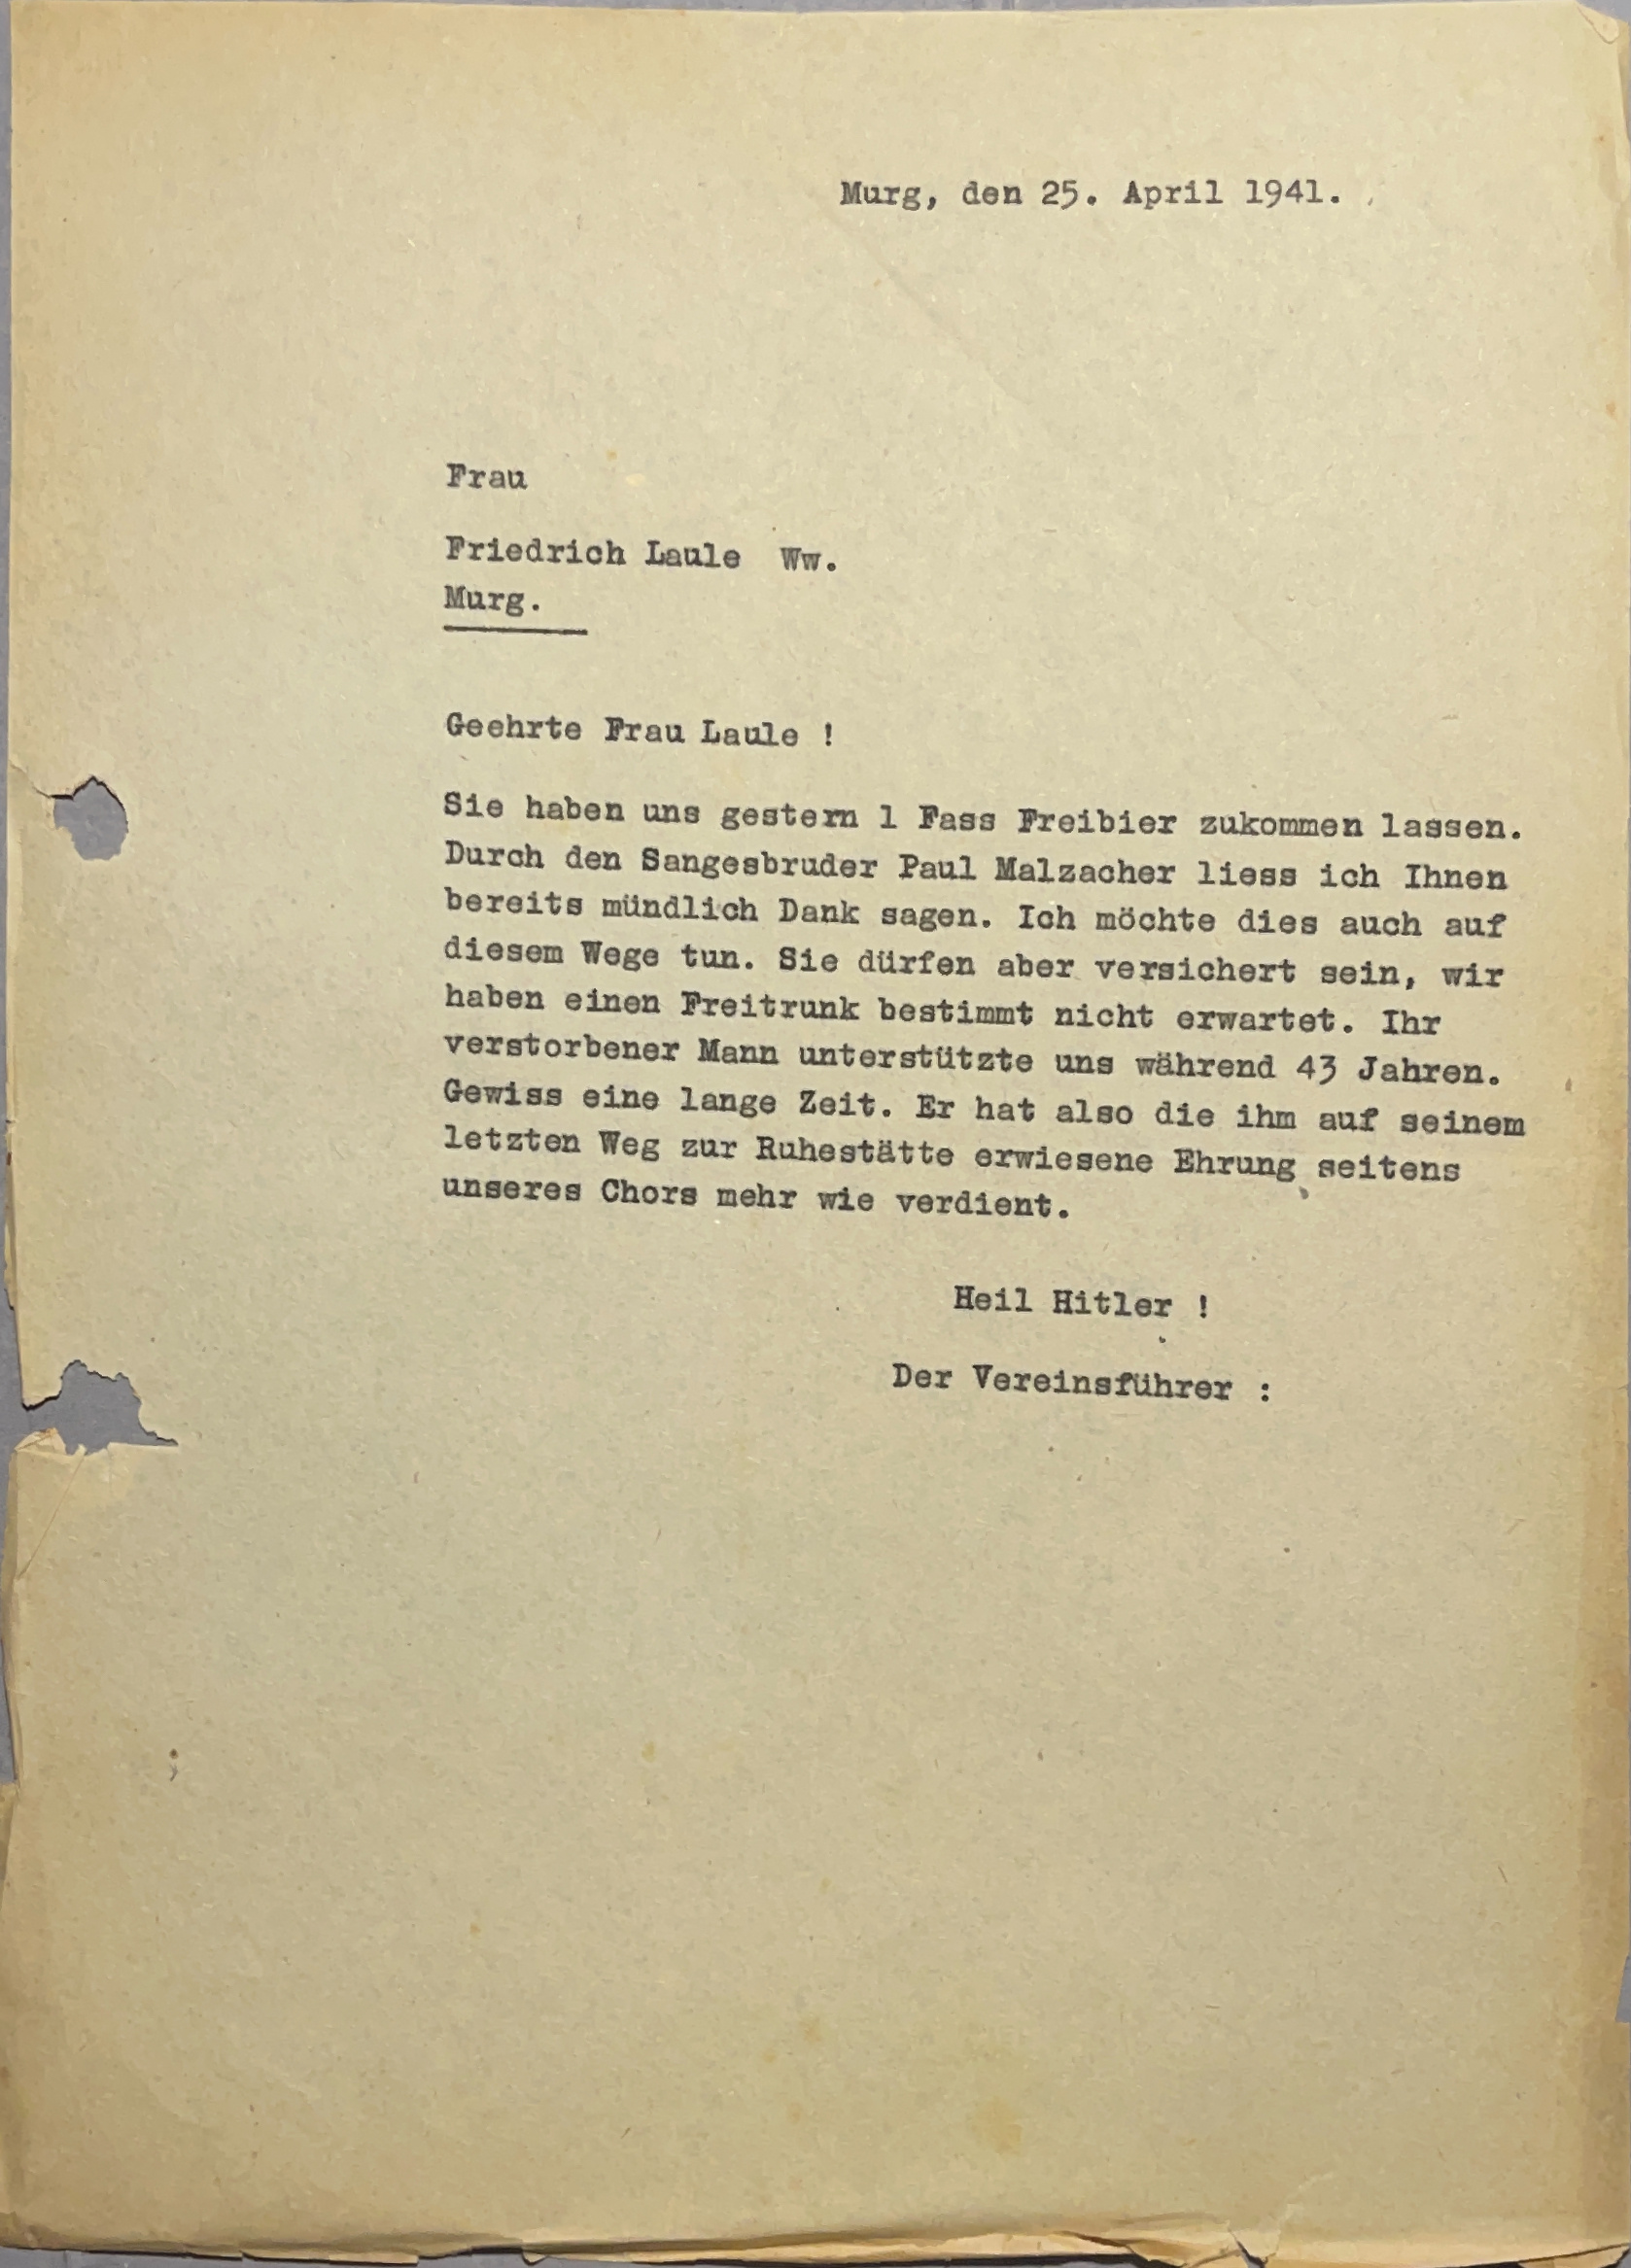 Murg, den 25. April 1941.
Frau
Friedrich Laule Ww.
Murg.
Geehrte Frau Laule !
Sie haben uns gestern 1 Fass Freibier zukommen lassen.
Durch den Sangesbruder Paul Malzacher liess ich Ihnen
bereits mündlich Dank sagen. Ich möchte dies auch auf
diesem Wege tun. Sie dürfen aber versichert sein, wir
haben einen Freitrunk bestimmt nicht erwartet. Ihr
verstorbener Mann unterstützte uns während 43 Jahren.
Gewiss eine lange Zeit. Er hat also die ihm auf seinem
letzten Weg zur Ruhestätte erwiesene Ehrung seitens
unseres Chors mehr wie verdient.
Heil Hitler !
Der Vereinsführer :